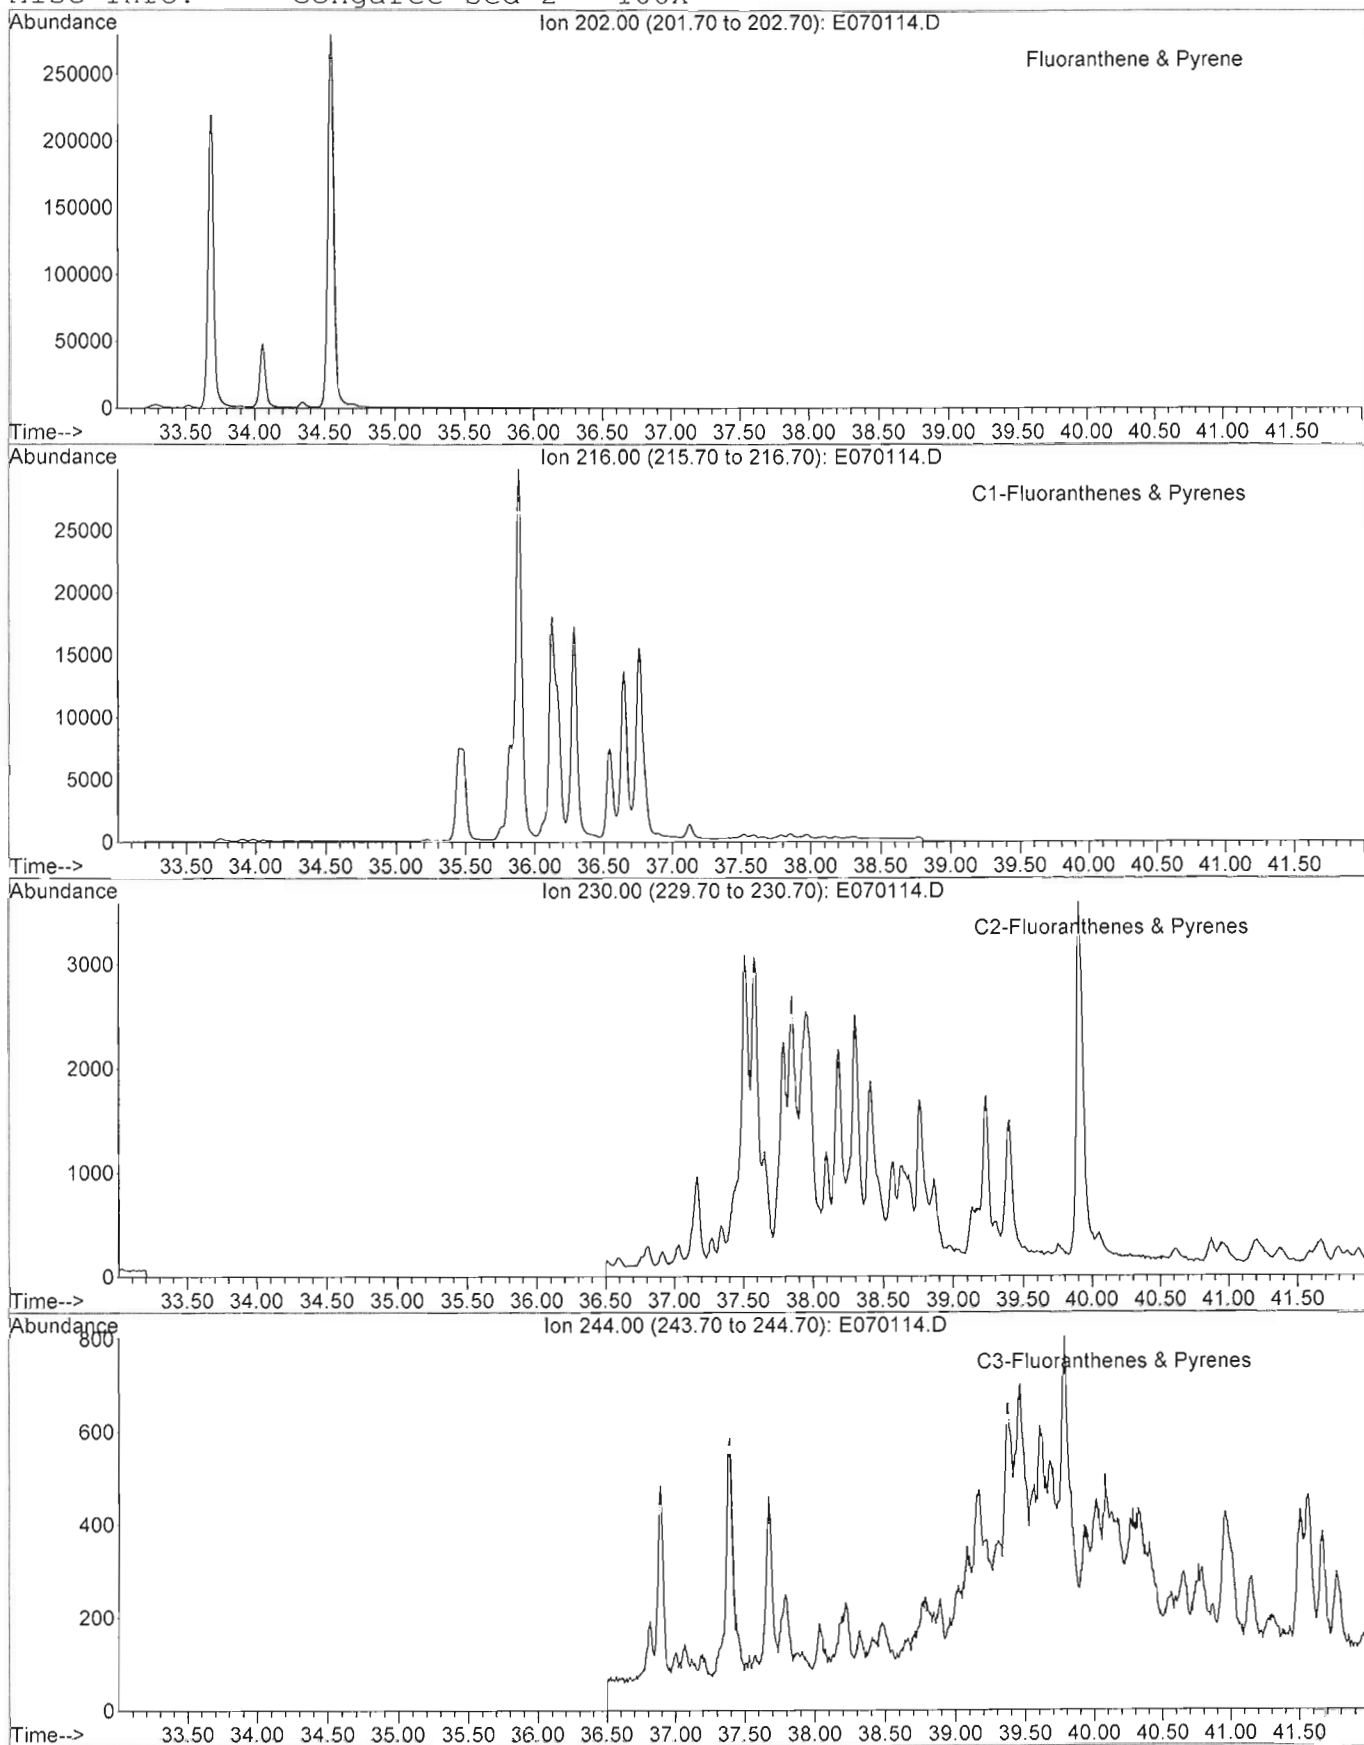 Misc Info: Congaree Sed 2 100X
Abundance Ion 202.00 (201.70 to 202.70): E070114.D
Fluoranthene & Pyrene
250000
200000
150000
100000
50000
0
Time--> 33.50 34.00 34.50 35.00 35.50 36.00 36.50 37.00 37.50 38.00 38.50 39.00 39.50 40.00 40.50 41.00 41.50
Abundance Ion 216.00 (215.70 to 216.70): E070114.D
C1-Fluoranthenes & Pyrenes
25000
20000
15000
10000
5000
0
Time--> 33.50 34.00 34.50 35.00 35.50 36.00 36.50 37.00 37.50 38.00 38.50 39.00 39.50 40.00 40.50 41.00 41.50
Abundance Ion 230.00 (229.70 to 230.70): E070114.D
C2-Fluoranthenes & Pyrenes
3000
2000
1000
0
Time--> 33.50 34.00 34.50 35.00 35.50 36.00 36.50 37.00 37.50 38.00 38.50 39.00 39.50 40.00 40.50 41.00 41.50
Abundance Ion 244.00 (243.70 to 244.70): E070114.D
800
C3-Fluoranthenes & Pyrenes
600
400
200
0
Time--> 33.50 34.00 34.50 35.00 35.50 36.00 36.50 37.00 37.50 38.00 38.50 39.00 39.50 40.00 40.50 41.00 41.50